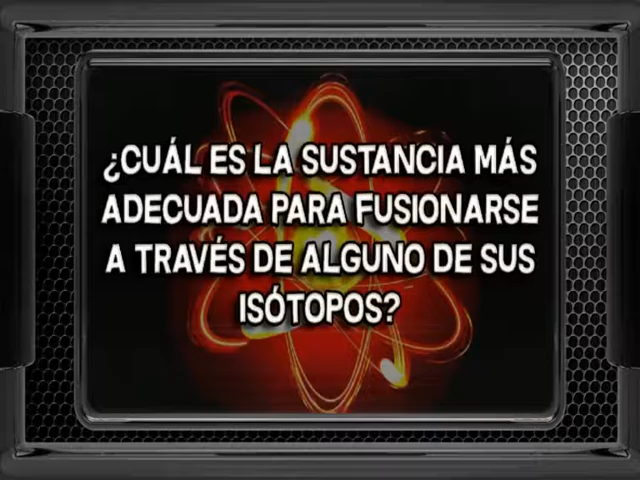 ¿CUÁL ES LA SUSTANCIA MÁS
ADECUADA PARA FUSIONARSE
A TRAVÉS DE ALGUNO DE SUS
ISÓTOPOS?